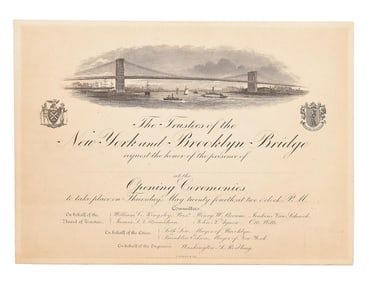 The Trustees of the
New York and Brooklyn Bridge
request the honor of the presence of
at the
Opening Ceremonies
to take place on Thursday, May twenty fourth at two o'clock, P. M.
Committee
On behalf of the Board of Trustees. William C. Kingsley, Prest. Henry W. Slocum. Jenkins Van Schaick.
James S. T. Stranahan. John T. Agnew. Otto Witte.
On behalf of the Cities. Seth Low, Mayor of Brooklyn.
Franklin Edson, Mayor of New York.
On behalf of the Engineers. Washington A. Roebling.